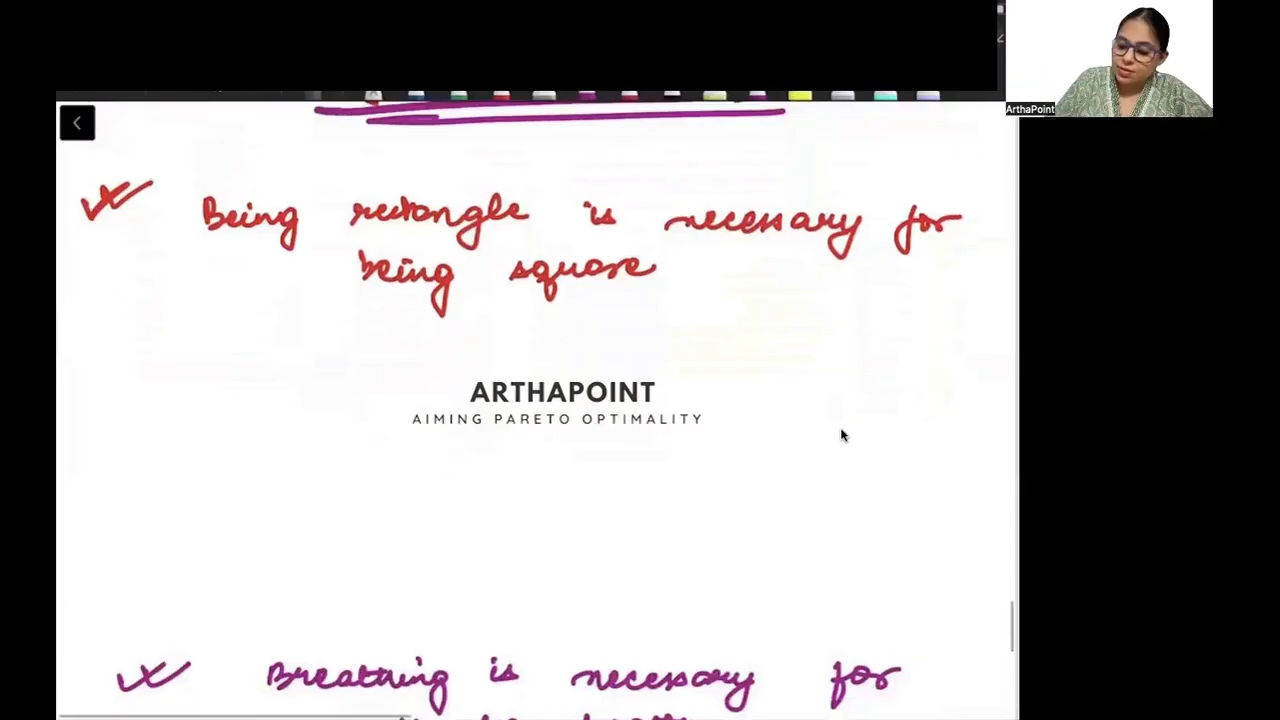 ArthaPoint
Being rectangle is necessary for
being square
ARTHAPOINT
AIMING PARETO OPTIMALITY
Breathing is necessary for